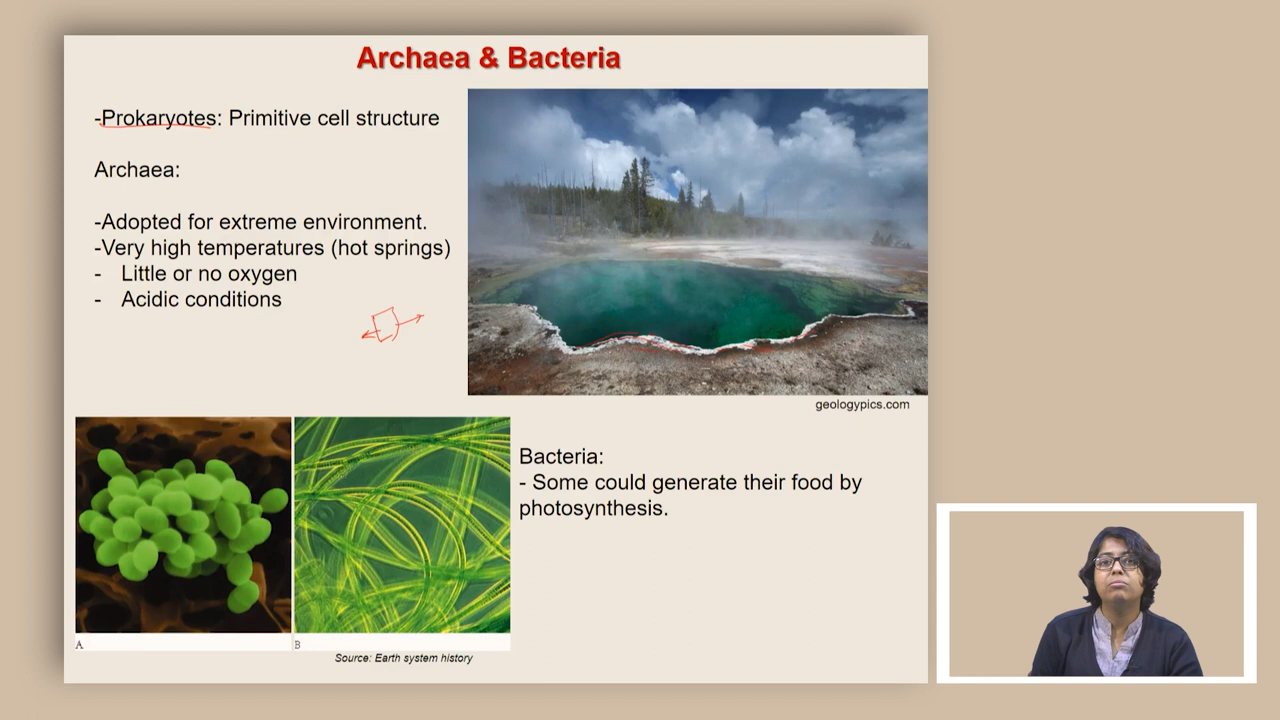 Archaea & Bacteria
-Prokaryotes: Primitive cell structure
Archaea:
-Adopted for extreme environment.
-Very high temperatures (hot springs)
- Little or no oxygen
- Acidic conditions
geologypics.com
Bacteria:
- Some could generate their food by
photosynthesis.
A
B
Source: Earth system history